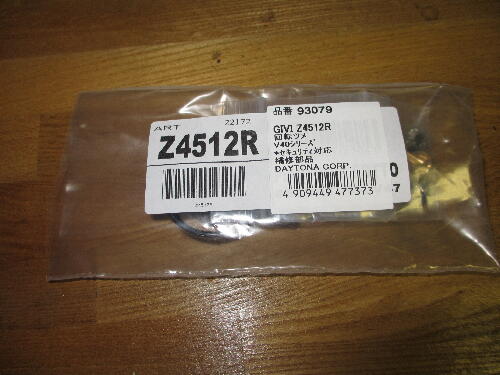 ART
22172
Z4512R
品番 93079
GIVI Z4512R
回転ツメ
V40シリーズ
*セキュリティ対応
補修部品
DAYTONA CORP.
4 909449 477373